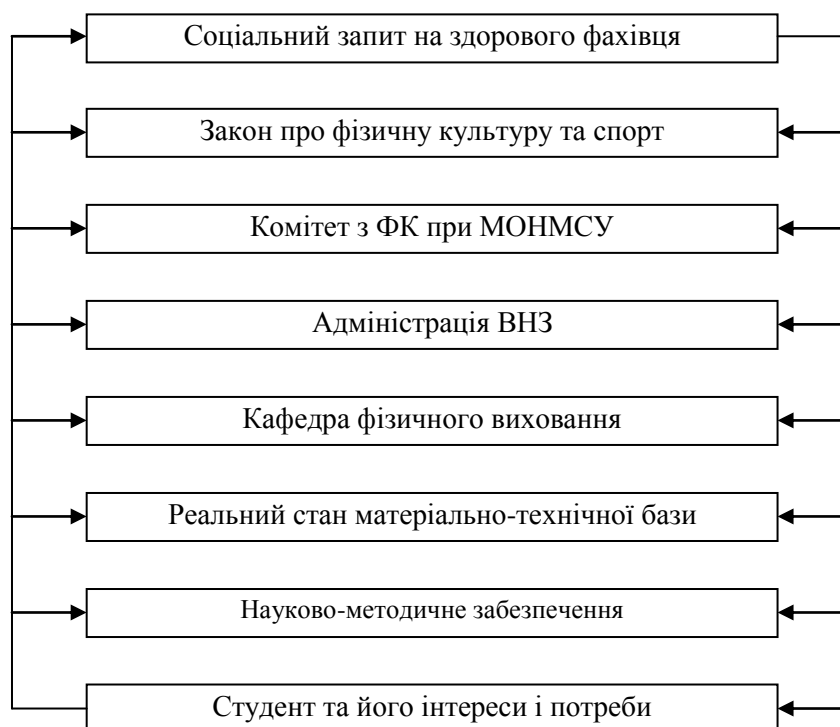 Соціальний запит на здорового фахівця
Закон про фізичну культуру та спорт
Комітет з ФК при МОНМСУ
Адміністрація ВНЗ
Кафедра фізичного виховання
Реальний стан матеріально-технічної бази
Науково-методичне забезпечення
Студент та його інтереси і потреби